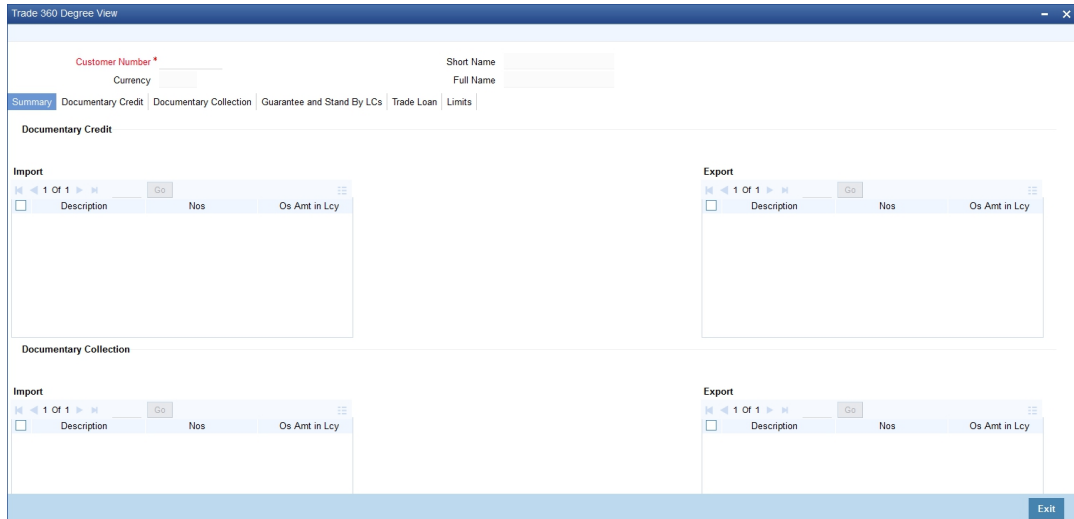 Trade 360 Degree View
Customer Number *
Short Name
Currency
Full Name
Summary Documentary Credit Documentary Collection Guarantee and Stand By LCs Trade Loan Limits
Documentary Credit
Import
Export
1 Of 1 Go
1 Of 1 Go
Description Nos Os Amt in Lcy
Description Nos Os Amt in Lcy
Documentary Collection
Import
Export
1 Of 1 Go
1 Of 1 Go
Description Nos Os Amt in Lcy
Description Nos Os Amt in Lcy
Exit